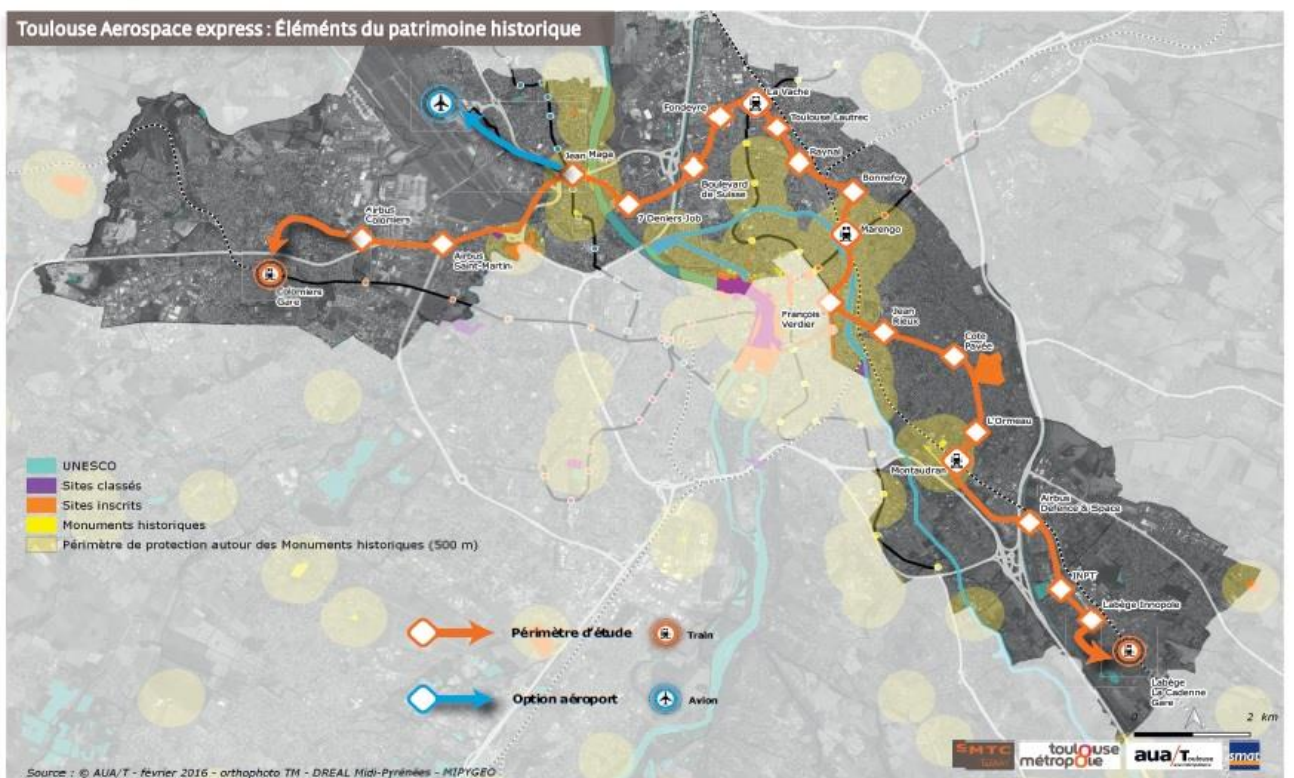 Toulouse Aerospace express : Éléments du patrimoine historique
La Vache
Fondeyre
Toulouse Lautrec
Jean Maga
Raynal
Boulevard
de Suisse
Bonnefoy
7 Deniers-Job
Marengo
Airbus
Colomiers
Airbus
Saint-Martin
Colomiers
Gare
François
Verdier
Jean
Rieux
Cote
Pavée
L'Ormeau
Montaudran
UNESCO
Sites classés
Sites inscrits
Monuments historiques
Périmètre de protection autour des Monuments historiques (500 m)
Airbus
Defence & Space
INPT
Labège Innopole
Périmètre d'étude
Train
Labège
La Cadenne
Gare
Option aéroport
Avion
0 2 km
SMTC
toulouse
métropole
aua/T
smat
Source : © AUA/T - février 2016 - orthophoto TM - DREAL Midi-Pyrénées - MIPYGEO